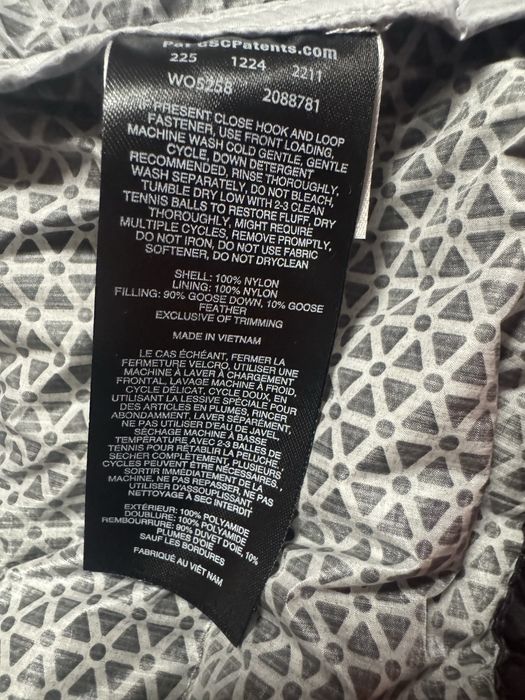 Pat CSCPatents.com
225 1224 2211
WO5258 2088781
IF PRESENT CLOSE HOOK AND LOOP
FASTENER, USE FRONT LOADING,
MACHINE WASH COLD GENTLE, GENTLE
CYCLE, DOWN DETERGENT
RECOMMENDED, RINSE THOROUGHLY,
WASH SEPARATELY, DO NOT BLEACH,
TUMBLE DRY LOW WITH 2-3 CLEAN
TENNIS BALLS TO RESTORE FLUFF, DRY
THOROUGHLY, MIGHT REQUIRE
MULTIPLE CYCLES, REMOVE PROMPTLY,
DO NOT IRON, DO NOT USE FABRIC
SOFTENER, DO NOT DRYCLEAN
SHELL: 100% NYLON
LINING: 100% NYLON
FILLING: 90% GOOSE DOWN, 10% GOOSE
FEATHER
EXCLUSIVE OF TRIMMING
MADE IN VIETNAM
LE CAS ÉCHÉANT, FERMER LA
FERMETURE VELCRO, UTILISER UNE
MACHINE À LAVER À CHARGEMENT
FRONTAL, LAVAGE MACHINE À FROID,
CYCLE DÉLICAT, CYCLE DOUX, EN
UTILISANT LA LESSIVE SPÉCIALE POUR
DES ARTICLES EN PLUMES, RINCER
ABONDAMMENT, LAVER SÉPARÉMENT,
NE PAS UTILISER D'EAU DE JAVEL,
SÉCHAGE MACHINE À BASSE
TEMPÉRATURE AVEC 2-3 BALLES DE
TENNIS POUR RÉTABLIR LA PELUCHE,
SÉCHER COMPLÈTEMENT, PLUSIEURS
CYCLES PEUVENT ÊTRE NÉCESSAIRES,
SORTIR IMMÉDIATEMENT DE LA
MACHINE, NE PAS REPASSER, NE PAS
UTILISER D'ASSOUPLISSANT,
NETTOYAGE À SEC INTERDIT
EXTÉRIEUR: 100% POLYAMIDE
DOUBLURE: 100% POLYAMIDE
REMBOURRURE: 90% DUVET D'OIE, 10%
PLUMES D'OIE
SAUF LES BORDURES
FABRIQUÉ AU VIÊT NAM